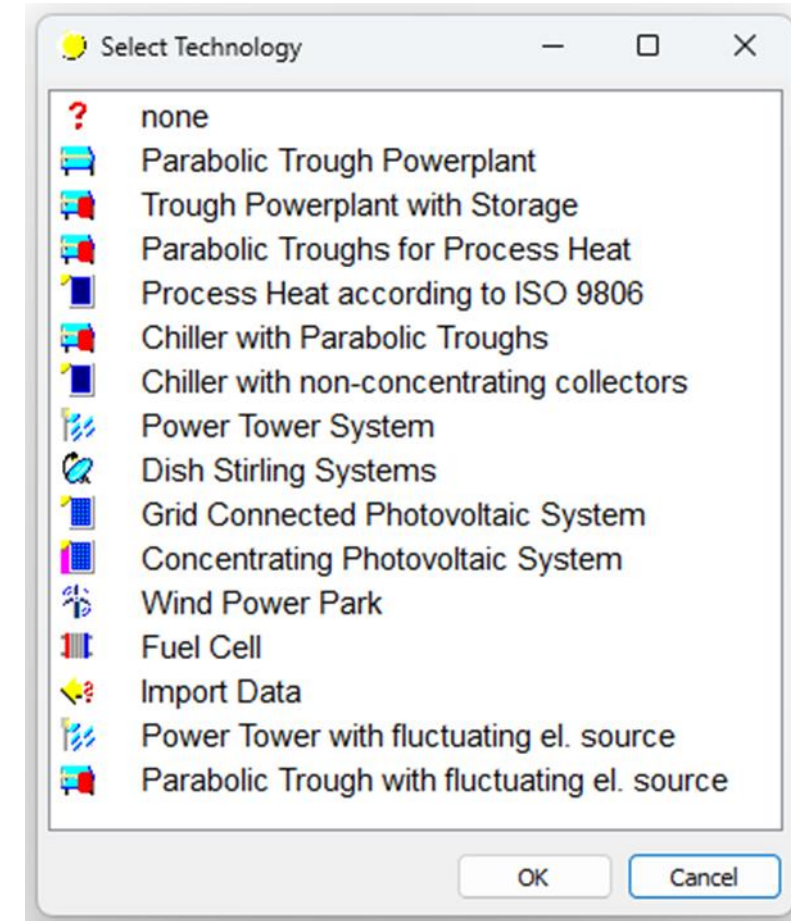 Select Technology
none
Parabolic Trough Powerplant
Trough Powerplant with Storage
Parabolic Troughs for Process Heat
Process Heat according to ISO 9806
Chiller with Parabolic Troughs
Chiller with non-concentrating collectors
Power Tower System
Dish Stirling Systems
Grid Connected Photovoltaic System
Concentrating Photovoltaic System
Wind Power Park
Fuel Cell
Import Data
Power Tower with fluctuating el. source
Parabolic Trough with fluctuating el. source
OK Cancel